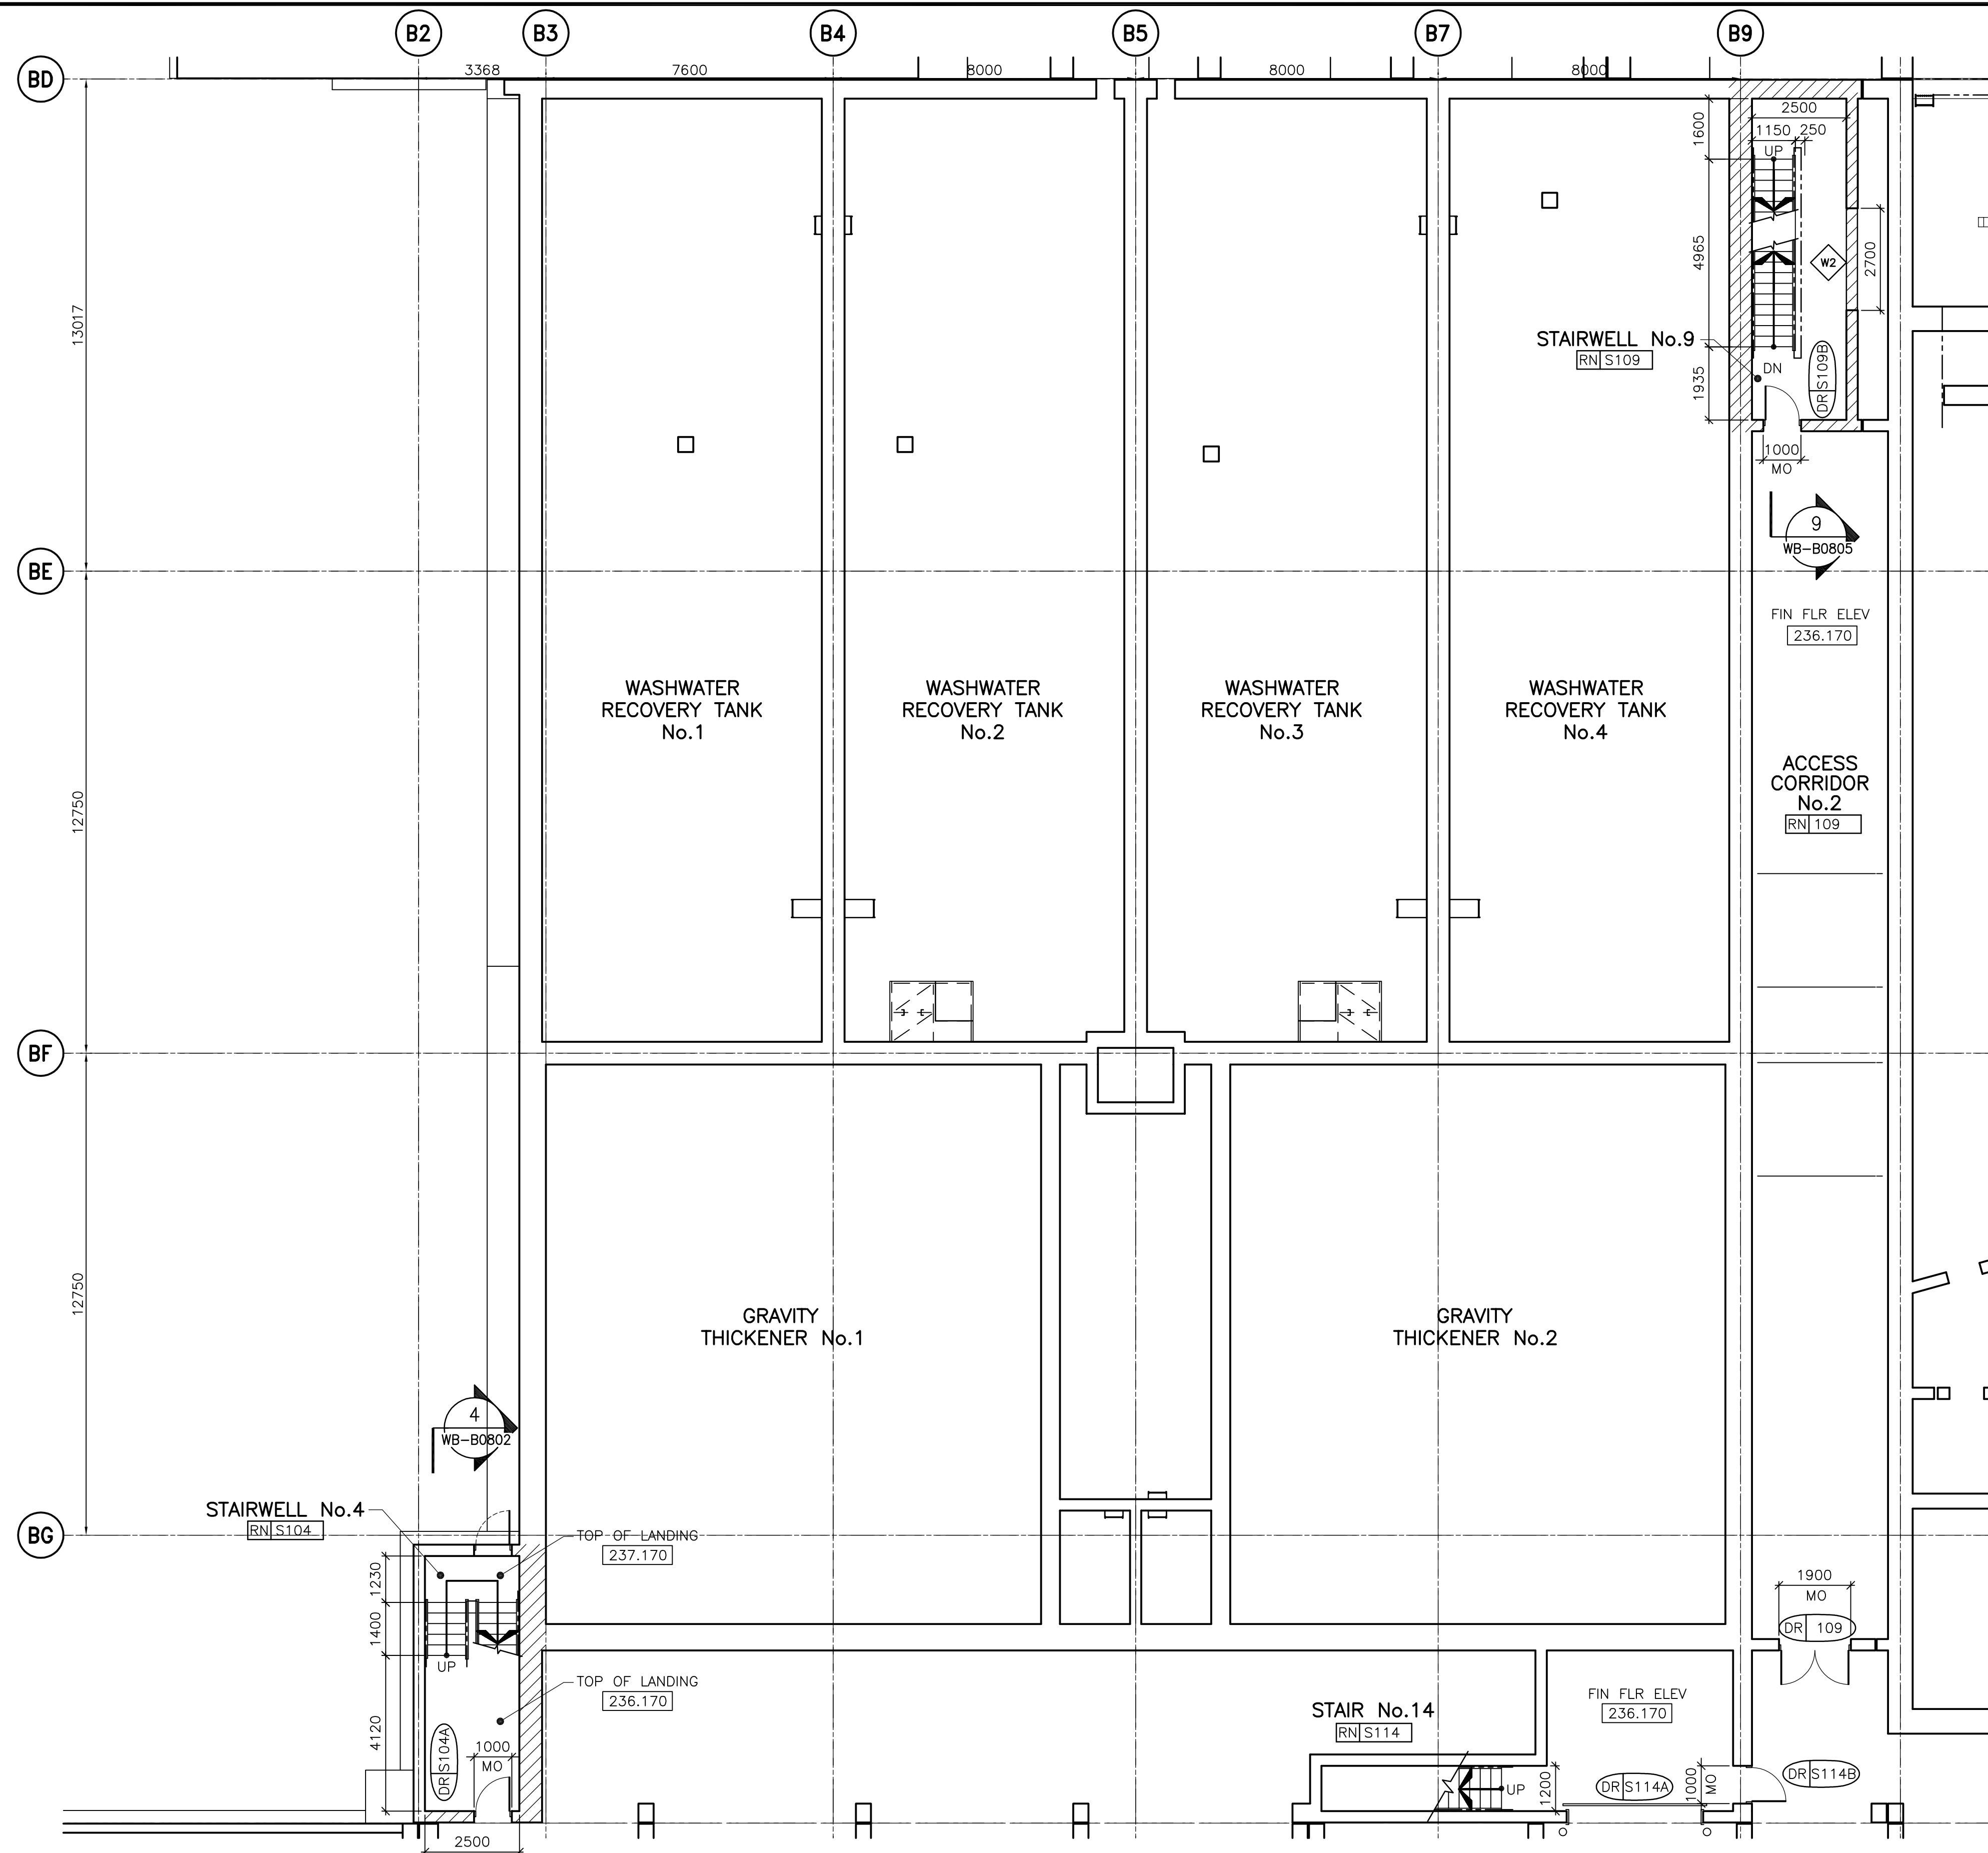 B2
B3
B4
B5
B7
B9
BD
3368
7600
8000
8000
8000
2500
1150
250
UP
1600
4965
W2
2700
13017
STAIRWELL No.9
RN S109
1935
DN
DR S109B
1000
MO
9
WB-B0805
BE
FIN FLR ELEV
236.170
WASHWATER
RECOVERY TANK
No.1
WASHWATER
RECOVERY TANK
No.2
WASHWATER
RECOVERY TANK
No.3
WASHWATER
RECOVERY TANK
No.4
ACCESS
CORRIDOR
No.2
RN 109
12750
BF
12750
GRAVITY
THICKENER No.1
GRAVITY
THICKENER No.2
4
WB-B0802
STAIRWELL No.4
RN S104
BG
TOP OF LANDING
237.170
1230
1400
UP
4120
TOP OF LANDING
236.170
DR S104A
1000
MO
2500
1900
MO
DR 109
STAIR No.14
RN S114
FIN FLR ELEV
236.170
UP
1200
DR S114A
1000
MO
DR S114B